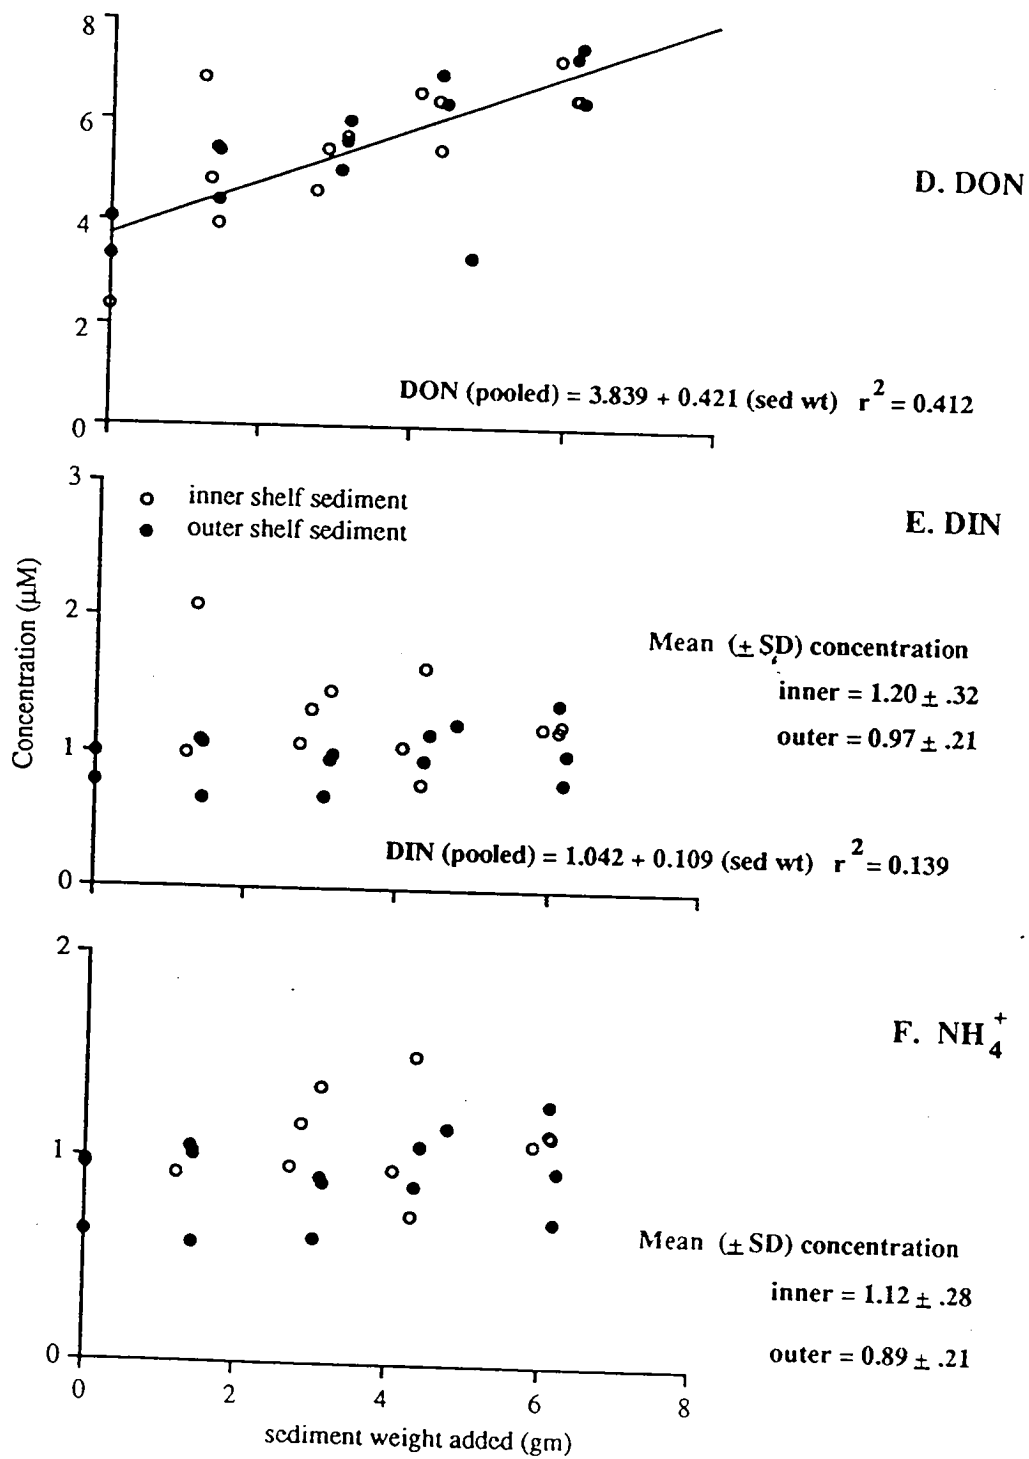 8
6
D. DON
4
2
DON (pooled) = 3.839 + 0.421 (sed wt) r² = 0.412
0
3
inner shelf sediment
outer shelf sediment
E. DIN
2
Concentration (µM)
Mean (± SD) concentration
inner = 1.20 ± .32
outer = 0.97 ± .21
1
DIN (pooled) = 1.042 + 0.109 (sed wt) r² = 0.139
0
2
F. NH₄⁺
1
Mean (± SD) concentration
inner = 1.12 ± .28
outer = 0.89 ± .21
0
0 2 4 6 8
sediment weight added (gm)